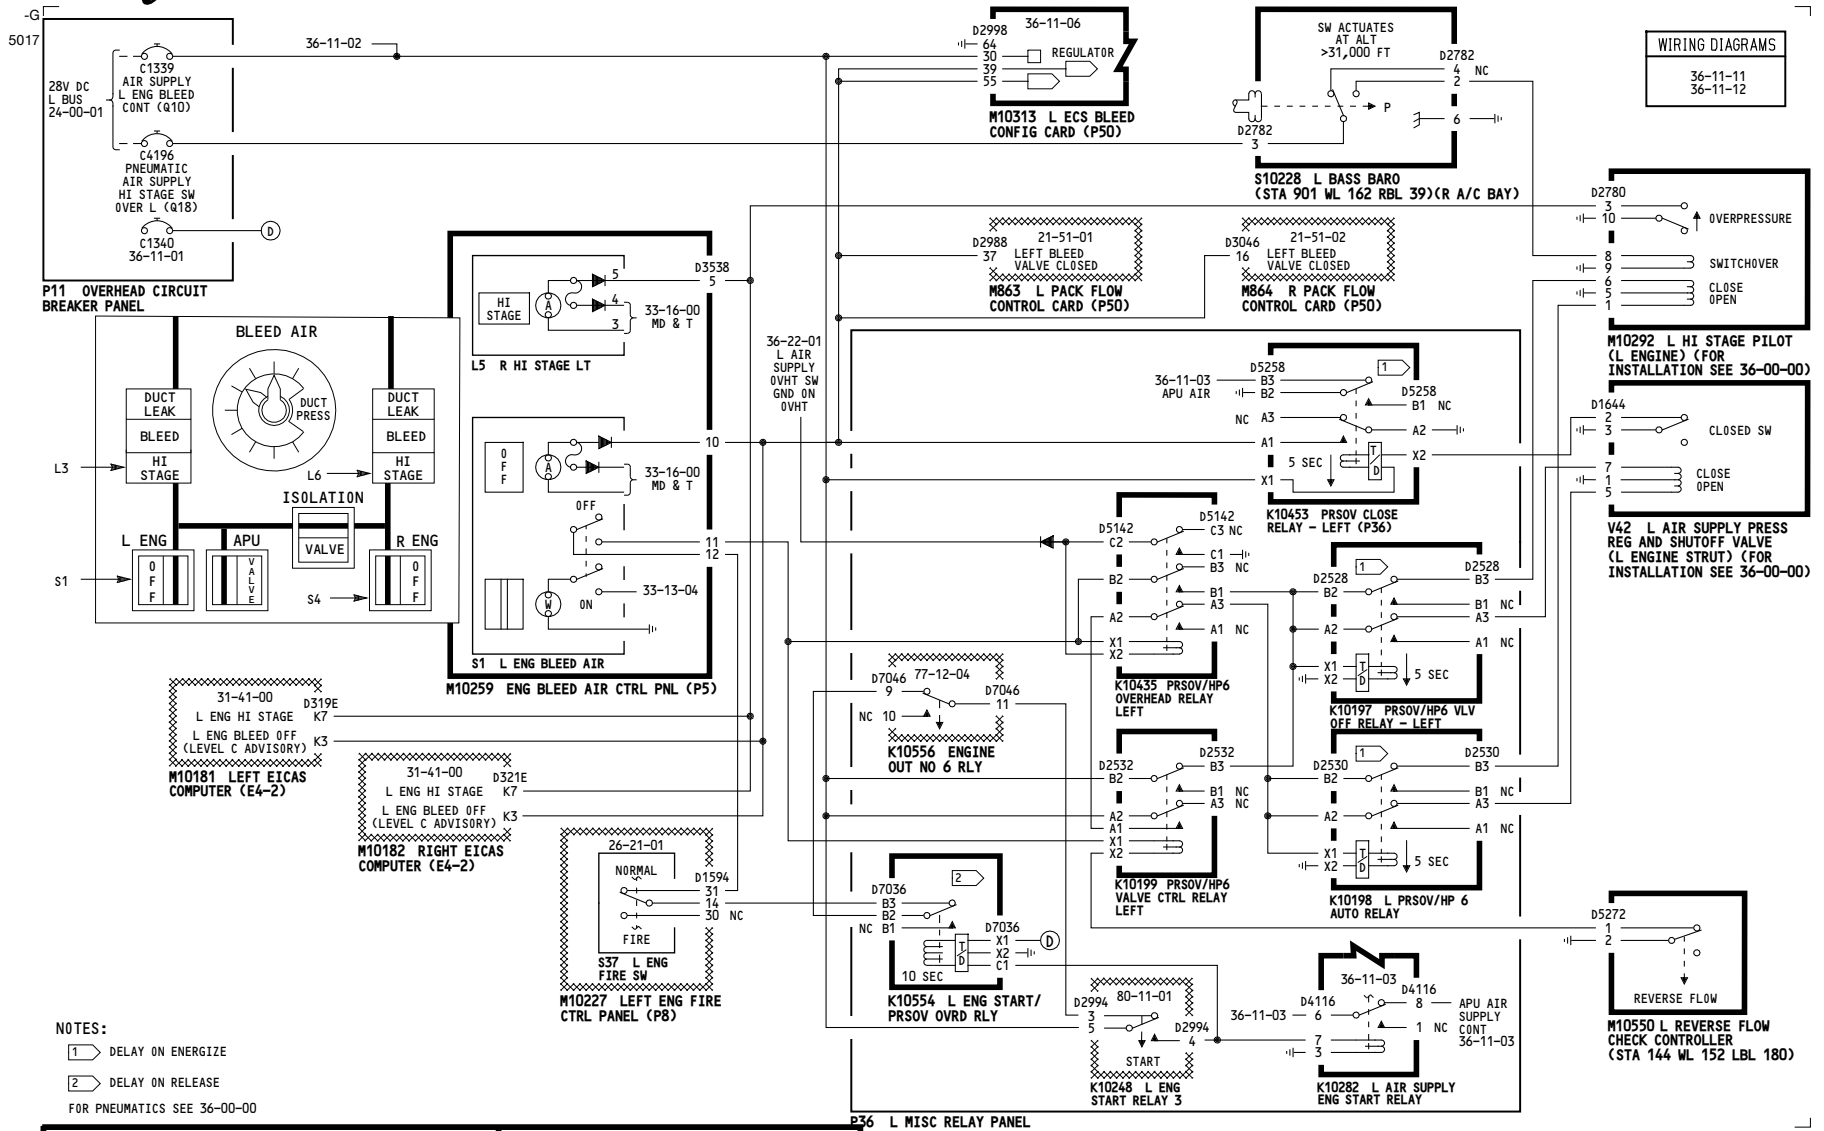 -G
5017
28V DC
L BUS
24-00-01
C1339
AIR SUPPLY
L ENG BLEED
CONT (Q10)
C4196
PNEUMATIC
AIR SUPPLY
HI STAGE SW
OVER L (Q18)
C1340
36-11-01
D
P11 OVERHEAD CIRCUIT
BREAKER PANEL
36-11-02
D2998
64
30
39
55
36-11-06
REGULATOR
M10313 L ECS BLEED
CONFIG CARD (P50)
SW ACTUATES
AT ALT
>31,000 FT
D2782
4 NC
2
6
P
D2782
3
S10228 L BASS BARO
(STA 901 WL 162 RBL 39)(R A/C BAY)
WIRING DIAGRAMS
36-11-11
36-11-12
D2780
3
10
8
9
6
5
1
OVERPRESSURE
SWITCHOVER
CLOSE
OPEN
M10292 L HI STAGE PILOT
(L ENGINE) (FOR
INSTALLATION SEE 36-00-00)
D2988
37
21-51-01
LEFT BLEED
VALVE CLOSED
M863 L PACK FLOW
CONTROL CARD (P50)
D3046
16
21-51-02
LEFT BLEED
VALVE CLOSED
M864 R PACK FLOW
CONTROL CARD (P50)
BLEED AIR
DUCT
PRESS
DUCT
LEAK
BLEED
HI
STAGE
DUCT
LEAK
BLEED
HI
STAGE
L3
L6
ISOLATION
VALVE
L ENG
APU
R ENG
O
F
F
V
A
L
V
E
O
F
F
S1
S4
HI
STAGE
A
5
4
3
33-16-00
MD & T
D3538
5
L5 R HI STAGE LT
O
F
F
A
10
33-16-00
MD & T
OFF
11
12
ON
33-13-04
W
S1 L ENG BLEED AIR
M10259 ENG BLEED AIR CTRL PNL (P5)
36-22-01
L AIR
SUPPLY
OVHT SW
GND ON
OVHT
36-11-03
APU AIR
D5258
B3
B2
NC A3
A1
X1
1
D5258
B1 NC
A2
X2
5 SEC
T
D
K10453 PRSOV CLOSE
RELAY - LEFT (P36)
D1644
2
3
7
1
5
CLOSED SW
CLOSE
OPEN
V42 L AIR SUPPLY PRESS
REG AND SHUTOFF VALVE
(L ENGINE STRUT) (FOR
INSTALLATION SEE 36-00-00)
D5142
C2
B2
A2
X1
X2
D5142
C3 NC
C1
B3 NC
B1
A3
A1 NC
K10435 PRSOV/HP6
OVERHEAD RELAY
LEFT
D2528
B2
A2
X1
X2
1
D2528
B3
B1 NC
A3
A1 NC
T
D
5 SEC
K10197 PRSOV/HP6 VLV
OFF RELAY - LEFT
31-41-00
D319E
L ENG HI STAGE K7
L ENG BLEED OFF
(LEVEL C ADVISORY) K3
M10181 LEFT EICAS
COMPUTER (E4-2)
31-41-00
D321E
L ENG HI STAGE K7
L ENG BLEED OFF
(LEVEL C ADVISORY) K3
M10182 RIGHT EICAS
COMPUTER (E4-2)
D7046
9
NC 10
77-12-04
D7046
11
K10556 ENGINE
OUT NO 6 RLY
D2532
B2
A2
A1
X1
X2
D2532
B3
B1 NC
A3 NC
K10199 PRSOV/HP6
VALVE CTRL RELAY
LEFT
D2530
B2
A2
X1
X2
1
D2530
B3
B1 NC
A3
A1 NC
T
D
5 SEC
K10198 L PRSOV/HP 6
AUTO RELAY
26-21-01
NORMAL
FIRE
D1594
31
14
30 NC
S37 L ENG
FIRE SW
M10227 LEFT ENG FIRE
CTRL PANEL (P8)
D7036
B3
B2
NC B1
2
D7036
X1
X2
C1
D
T
D
10 SEC
K10554 L ENG START/
PRSOV OVRD RLY
D2994
3
5
80-11-01
D2994
4
START
K10248 L ENG
START RELAY 3
36-11-03
D4116
6
7
3
36-11-03
D4116
8
1 NC
APU AIR
SUPPLY
CONT
36-11-03
K10282 L AIR SUPPLY
ENG START RELAY
D5272
1
2
REVERSE FLOW
M10550 L REVERSE FLOW
CHECK CONTROLLER
(STA 144 WL 152 LBL 180)
NOTES:
1 DELAY ON ENERGIZE
2 DELAY ON RELEASE
FOR PNEUMATICS SEE 36-00-00
P36 L MISC RELAY PANEL